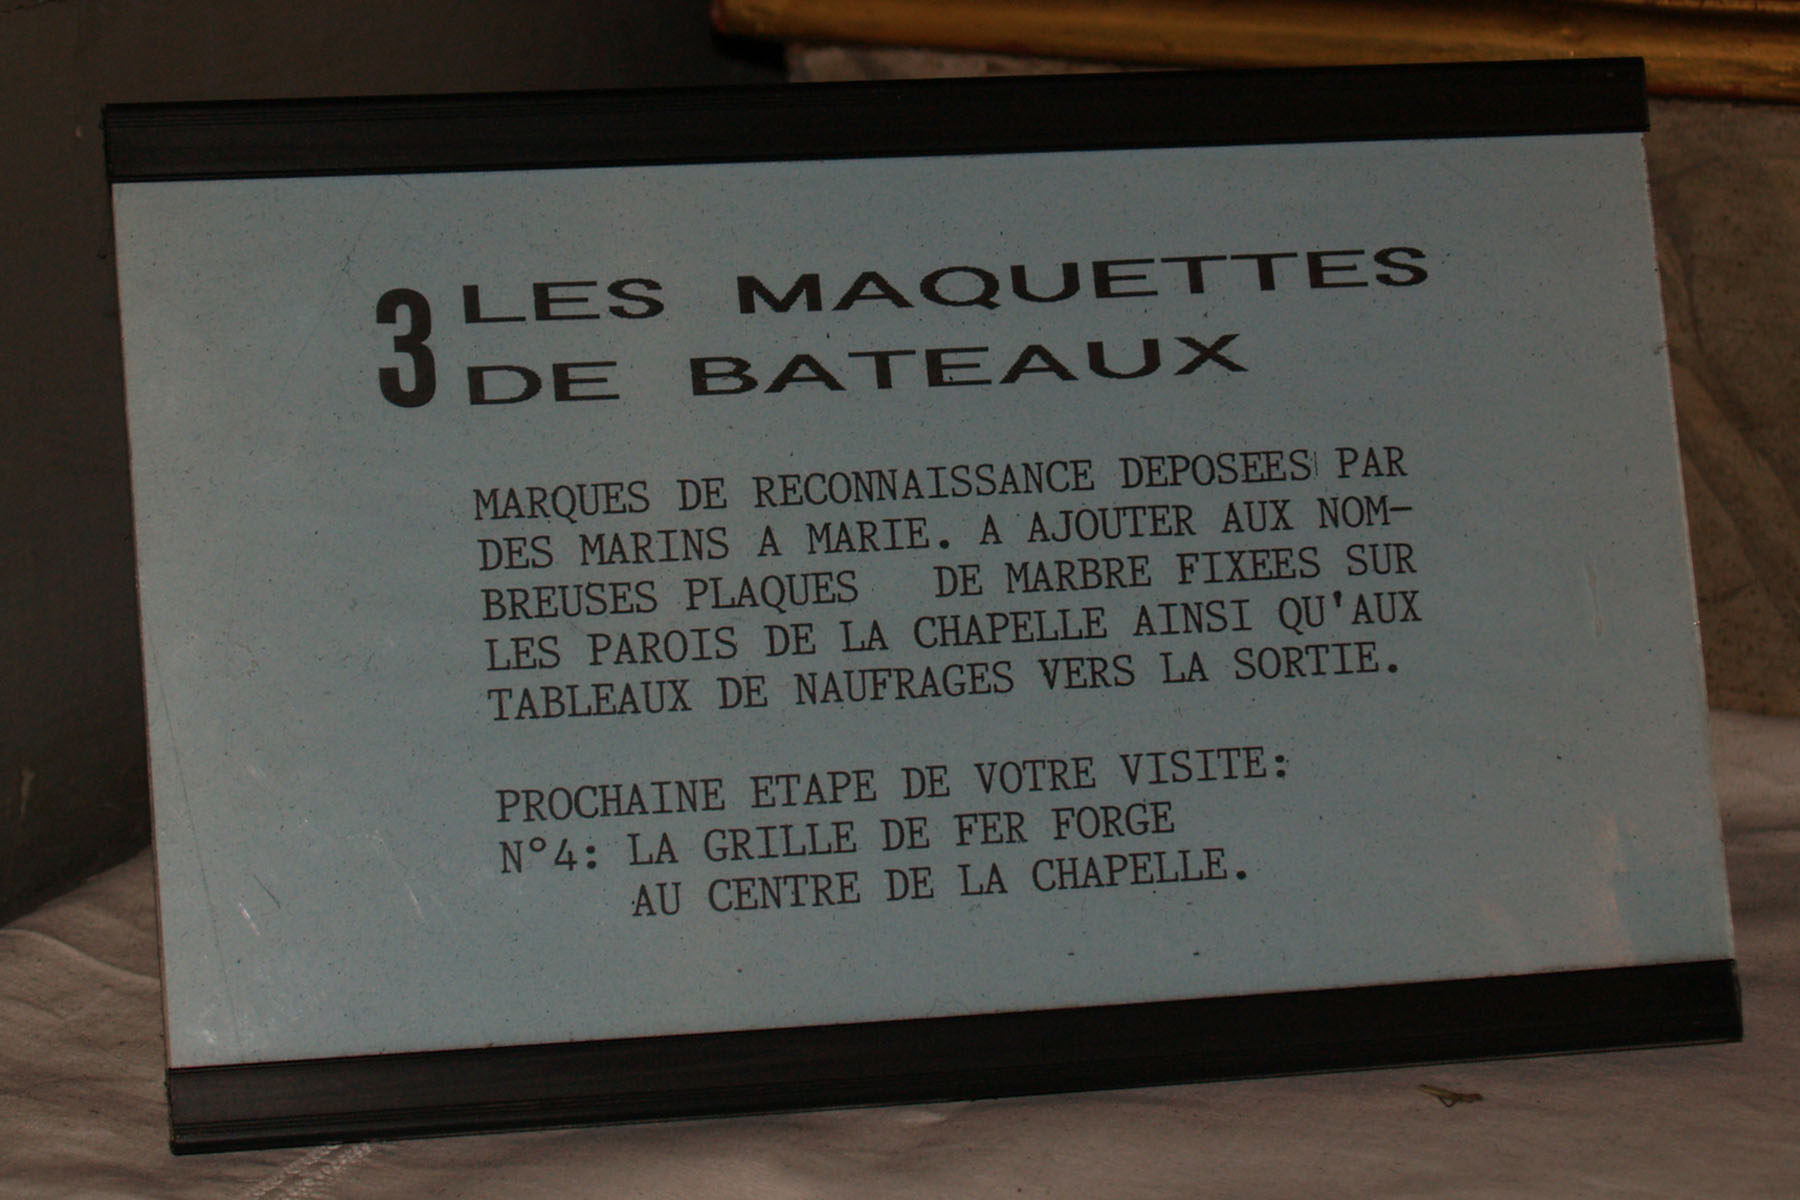 3 LES MAQUETTES
DE BATEAUX
MARQUES DE RECONNAISSANCE DEPOSEES PAR
DES MARINS A MARIE. A AJOUTER AUX NOM-
BREUSES PLAQUES DE MARBRE FIXEES SUR
LES PAROIS DE LA CHAPELLE AINSI QU'AUX
TABLEAUX DE NAUFRAGES VERS LA SORTIE.
PROCHAINE ETAPE DE VOTRE VISITE:
N°4: LA GRILLE DE FER FORGE
AU CENTRE DE LA CHAPELLE.